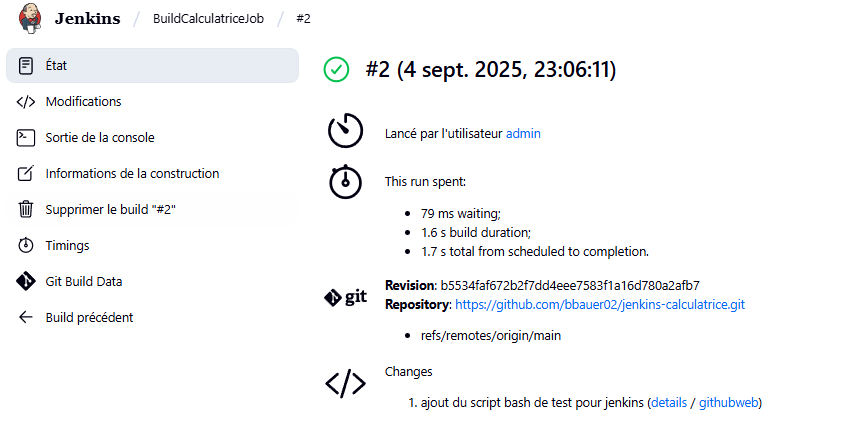 Jenkins / BuildCalculatriceJob / #2
État
Modifications
Sortie de la console
Informations de la construction
Supprimer le build "#2"
Timings
Git Build Data
Build précédent
#2 (4 sept. 2025, 23:06:11)
Lancé par l'utilisateur admin
This run spent:
• 79 ms waiting;
• 1.6 s build duration;
• 1.7 s total from scheduled to completion.
git
Revision: b5534faf672b2f7dd4eee7583f1a16d780a2afb7
Repository: https://github.com/bbauer02/jenkins-calculatrice.git
• refs/remotes/origin/main
Changes
1. ajout du script bash de test pour jenkins (details / githubweb)